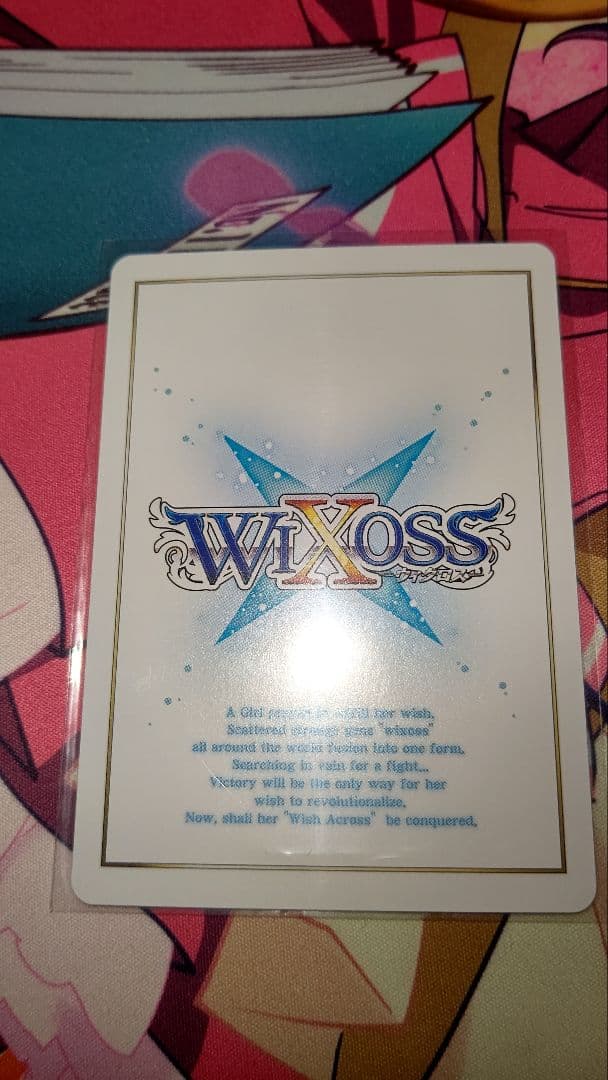 WIXOSS
ウィクロス
A Girl her wish.
Scattered strange gene "wixoss"
all around the world fusion into one form.
Searching in vain for a fight...
Victory will be the only way for her
wish to revolutionalize.
Now, shall her "Wish Across" be conquered.